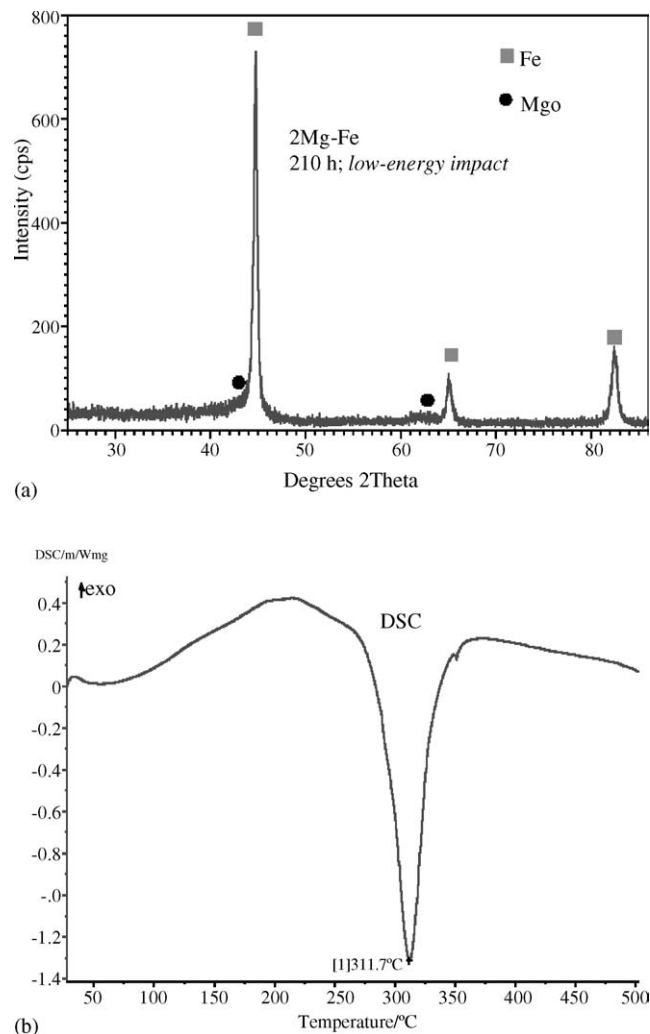 800
600
400
200
0
Intensity (cps)
Fe
Mgo
2Mg-Fe
210 h; low-energy impact
30 40 50 60 70 80
Degrees 2Theta
(a)
DSC/m/Wmg
exo
DSC
0.4
0.2
0
-0.2
-0.4
-0.6
-0.8
-.0
-1.2
-1.4
[1]311.7ºC
50 100 150 200 250 300 350 400 450 500
Temperature/ºC
(b)